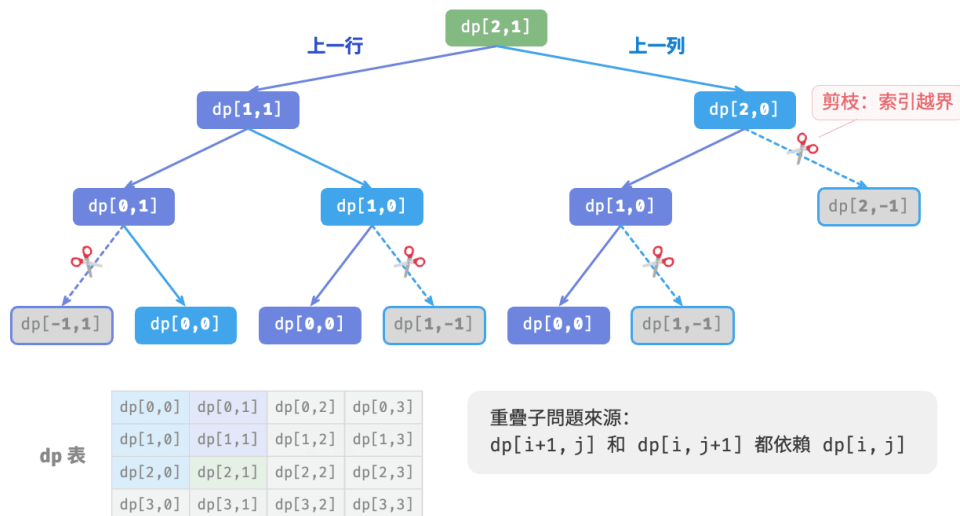 dp[2,1]
上一行
上一列
dp[1,1]
dp[2,0]
剪枝：索引越界
dp[0,1]
dp[1,0]
dp[1,0]
dp[2,-1]
dp[-1,1]
dp[0,0]
dp[0,0]
dp[1,-1]
dp[0,0]
dp[1,-1]
dp 表
dp[0,0] dp[0,1] dp[0,2] dp[0,3]
dp[1,0] dp[1,1] dp[1,2] dp[1,3]
dp[2,0] dp[2,1] dp[2,2] dp[2,3]
dp[3,0] dp[3,1] dp[3,2] dp[3,3]
重疊子問題來源：
dp[i+1, j] 和 dp[i, j+1] 都依賴 dp[i, j]